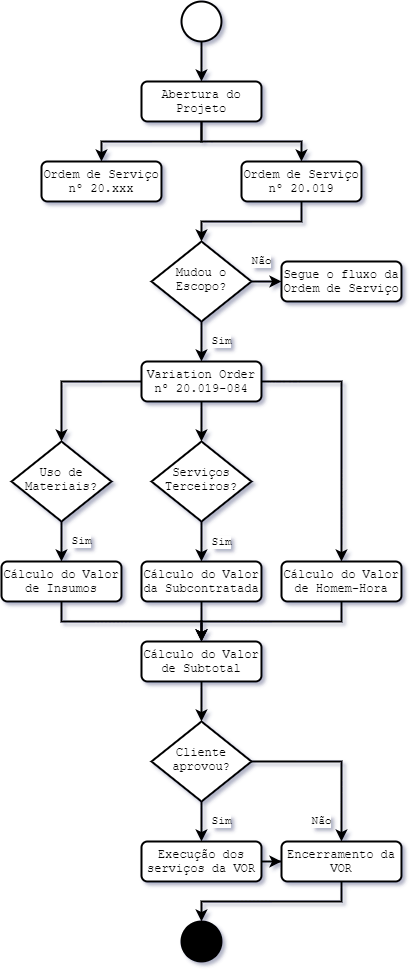 Abertura do
Projeto
Ordem de Serviço
nº 20.xxx
Ordem de Serviço
nº 20.019
Mudou o
Escopo?
Não
Segue o fluxo da
Ordem de Serviço
Sim
Variation Order
nº 20.019-084
Uso de
Materiais?
Serviços
Terceiros?
Sim
Sim
Cálculo do Valor
de Insumos
Cálculo do Valor
da Subcontratada
Cálculo do Valor
de Homem-Hora
Cálculo do Valor
de Subtotal
Cliente
aprovou?
Sim
Não
Execução dos
serviços da VOR
Encerramento da
VOR